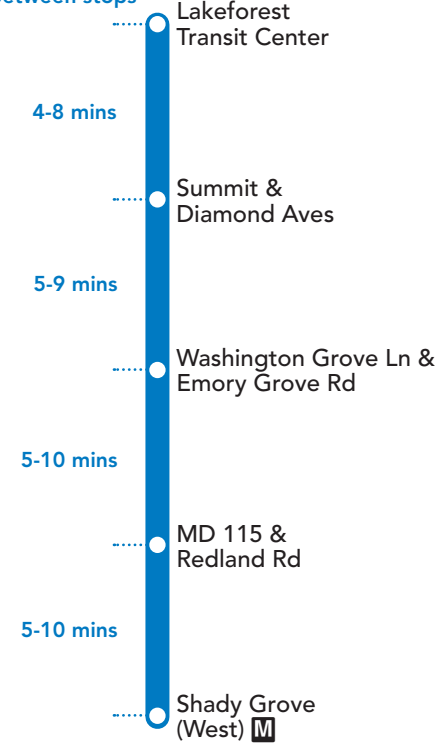 between stops
Lakeforest
Transit Center
4-8 mins
Summit &
Diamond Aves
5-9 mins
Washington Grove Ln &
Emory Grove Rd
5-10 mins
MD 115 &
Redland Rd
5-10 mins
Shady Grove
(West) M